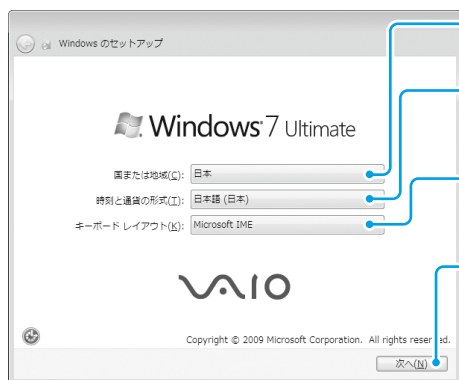 Windows のセットアップ
Windows 7 Ultimate
国または地域(C): 日本
時刻と通貨の形式(T): 日本語 (日本)
キーボード レイアウト(K): Microsoft IME
VAIO
Copyright © 2009 Microsoft Corporation. All rights reserved.
次へ(N)